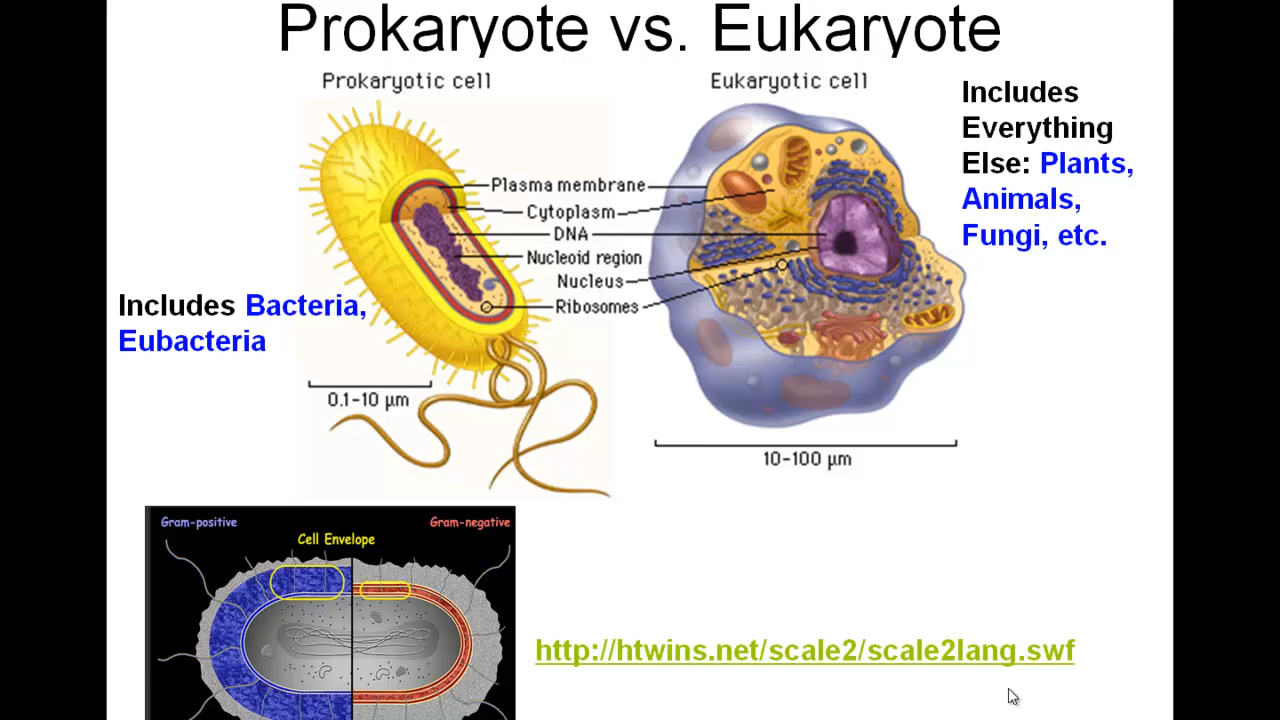 Prokaryote vs. Eukaryote
Prokaryotic cell
Eukaryotic cell
Includes
Everything
Else: Plants,
Animals,
Fungi, etc.
Plasma membrane
Cytoplasm
DNA
Nucleoid region
Nucleus
Ribosomes
Includes Bacteria,
Eubacteria
0.1-10 µm
10-100 µm
Gram-positive
Gram-negative
Cell Envelope
http://htwins.net/scale2/scale2lang.swf